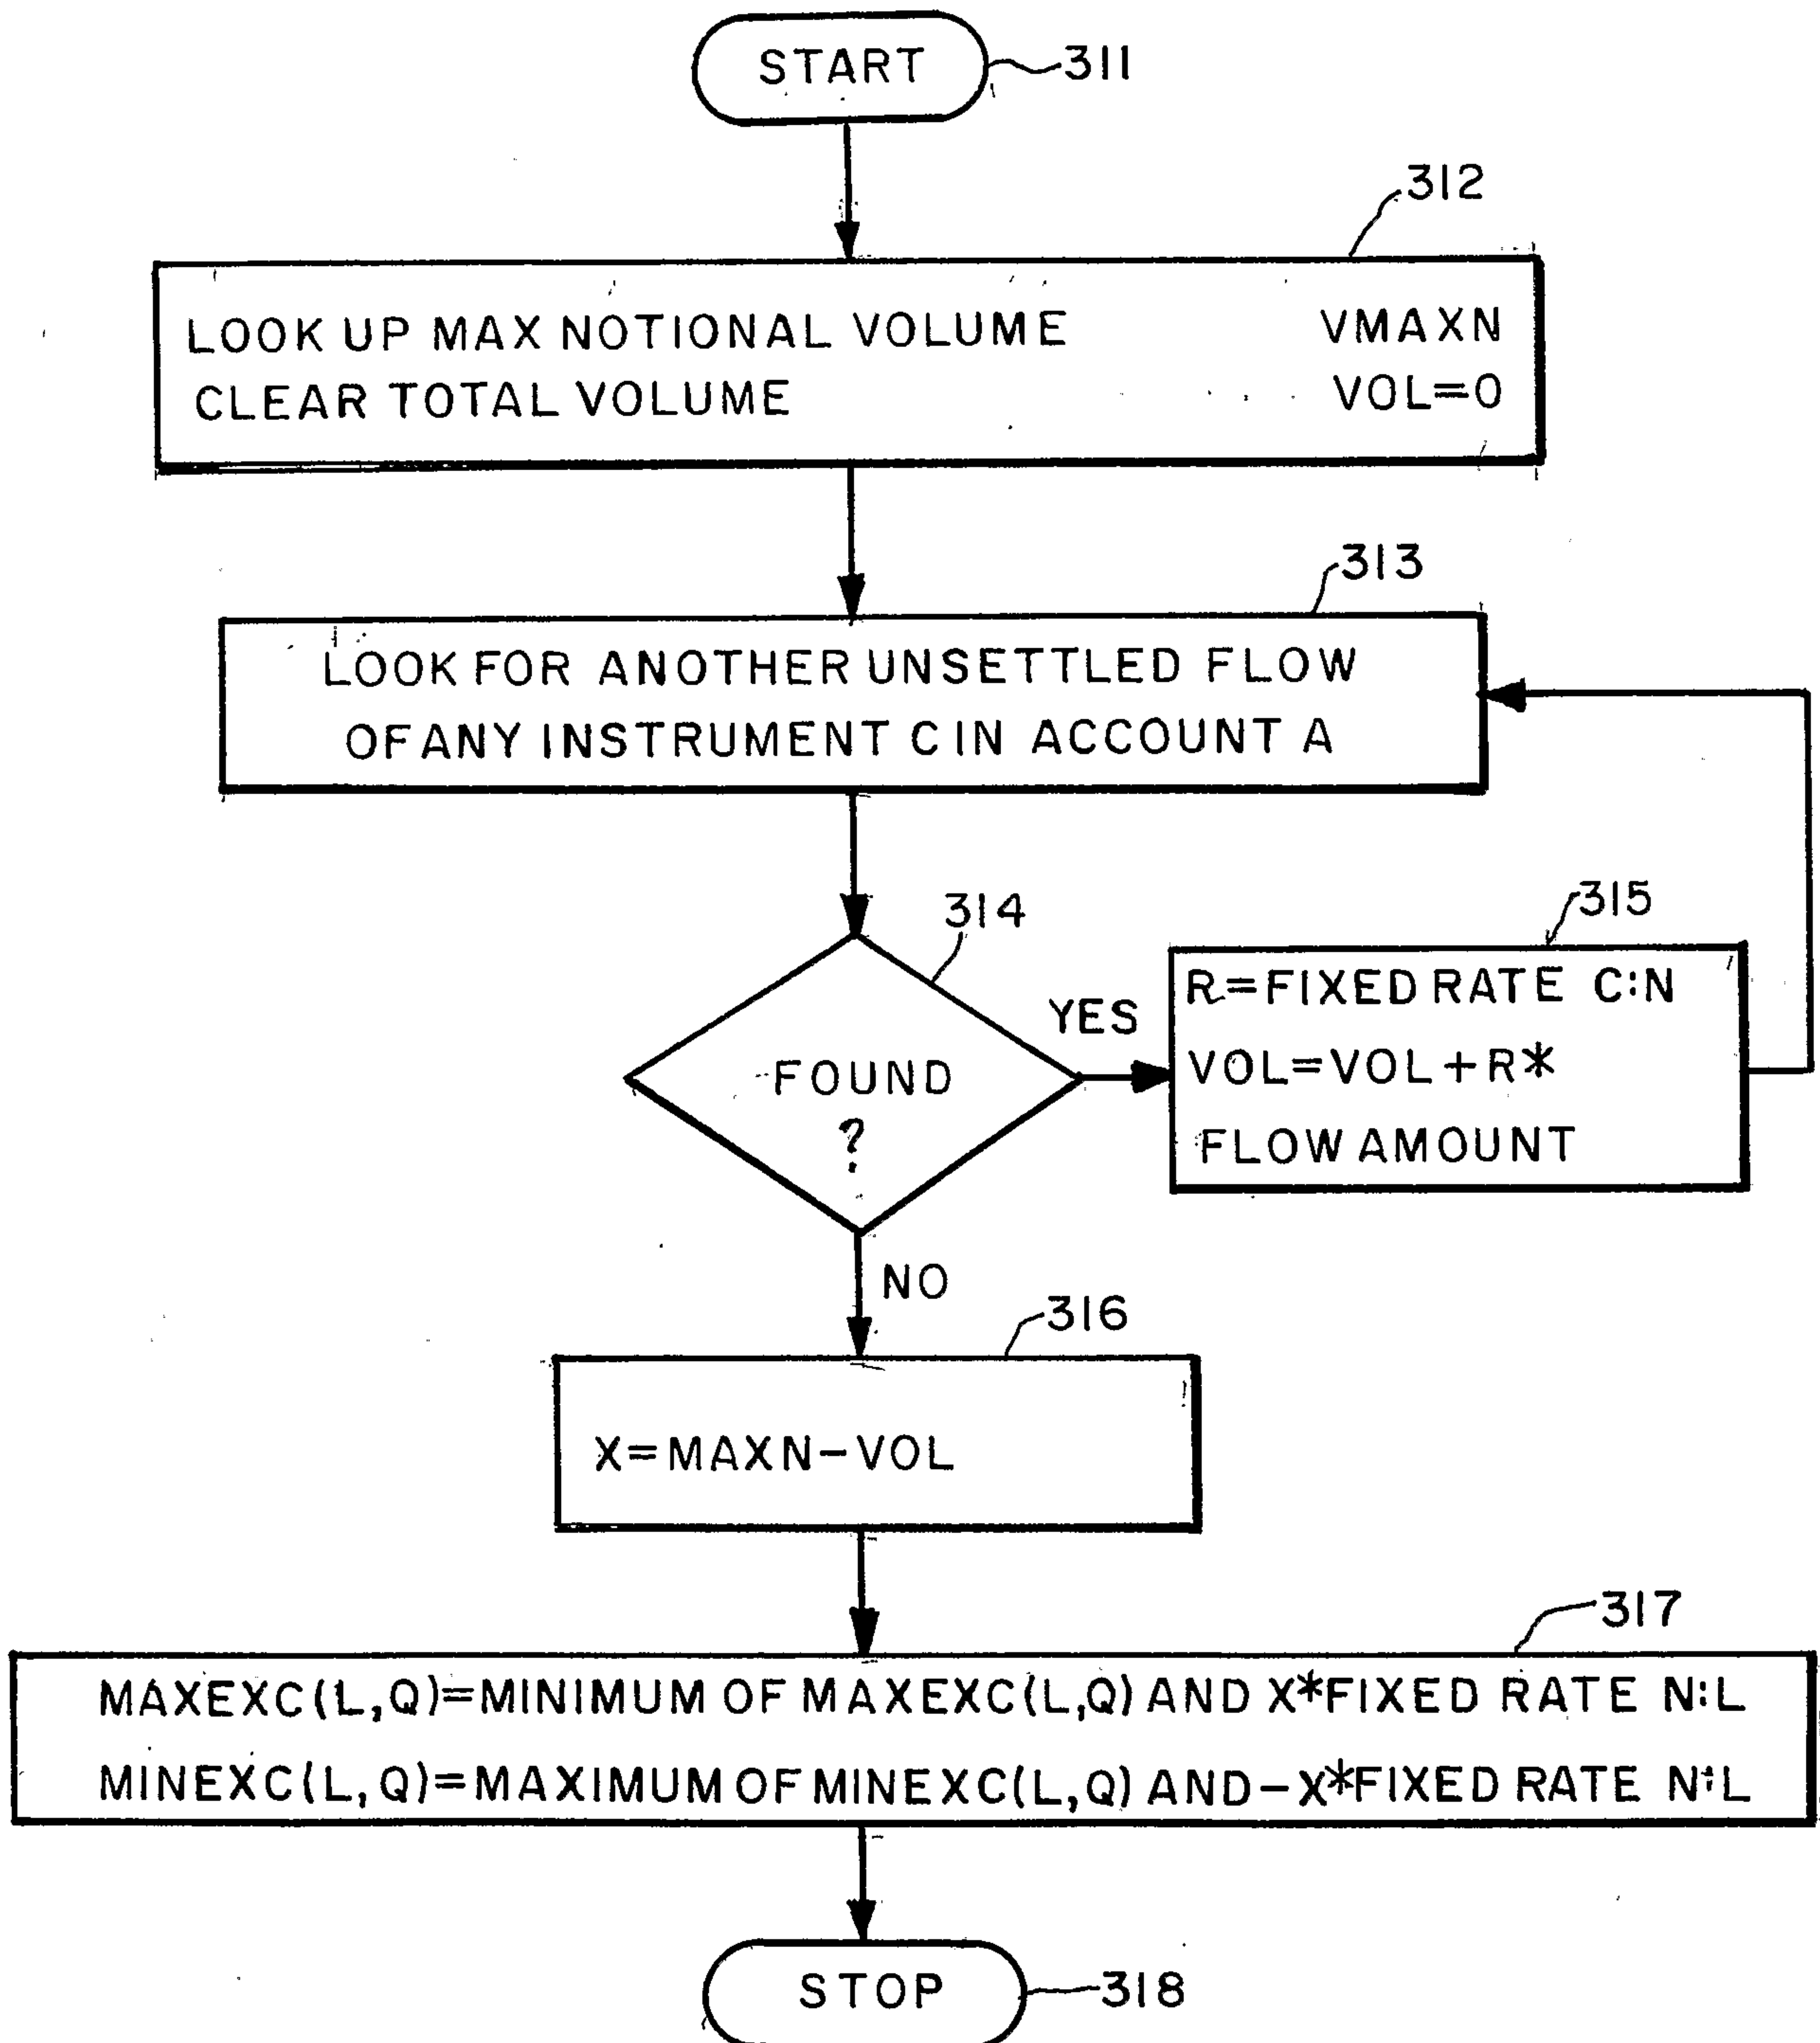 START
311
312
LOOK UP MAX NOTIONAL VOLUME VMAXN
CLEAR TOTAL VOLUME VOL=0
313
LOOK FOR ANOTHER UNSETTLED FLOW
OF ANY INSTRUMENT C IN ACCOUNT A
314
FOUND
?
YES
315
R=FIXED RATE C:N
VOL=VOL+R*
FLOW AMOUNT
NO
316
X=MAXN-VOL
317
MAXEXC(L,Q)=MINIMUM OF MAXEXC(L,Q) AND X*FIXED RATE N:L
MINEXC(L,Q)=MAXIMUM OF MINEXC(L,Q) AND-X*FIXED RATE N:L
STOP
318